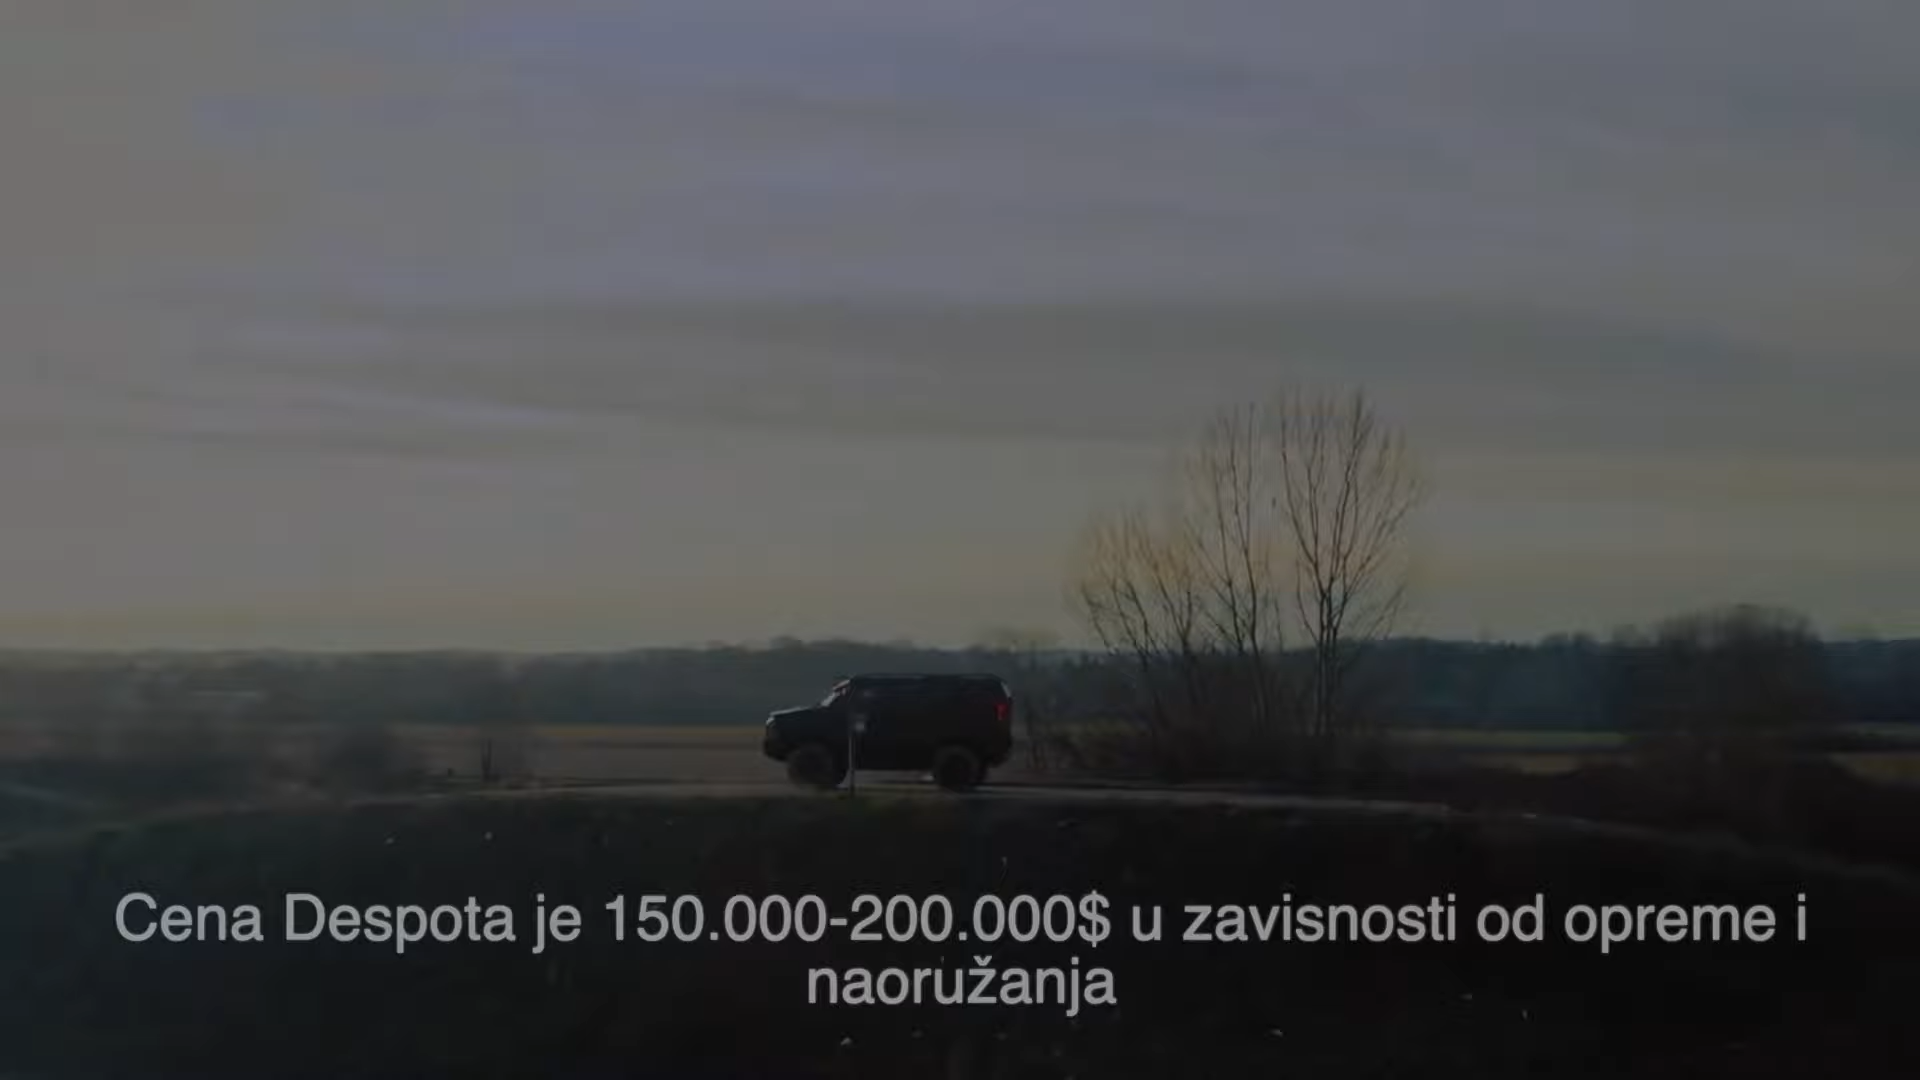 Cena Despota je 150.000-200.000$ u zavisnosti od opreme i
naoružanja